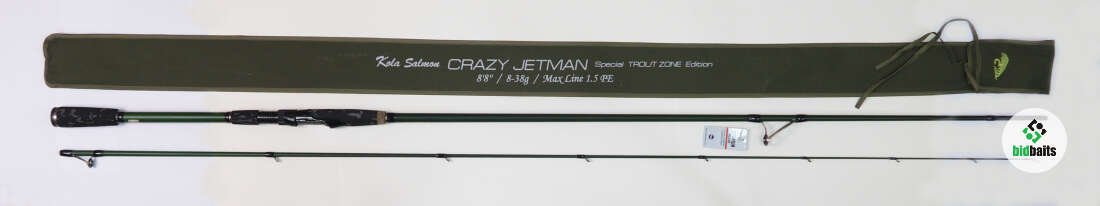 Kola Salmon CRAZY JETMAN Special TROUT ZONE Edition
8'8" / 8-38g / Max Line 1.5 PE
bidbaits